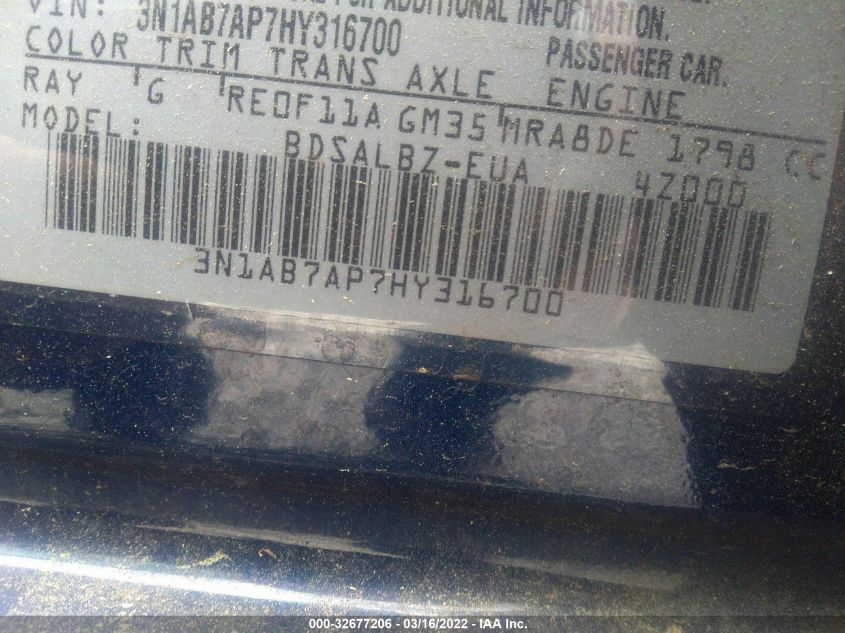 FOR ADDITIONAL INFORMATION.
VIN: 3N1AB7AP7HY316700
PASSENGER CAR.
COLOR TRIM TRANS AXLE ENGINE
RAY G RE0F11A GM35 MRA8DE 1798 CC
MODEL: BDSALBZ-EUA 4Z000
3N1AB7AP7HY316700
000-32677206 - 03/16/2022 - IAA Inc.